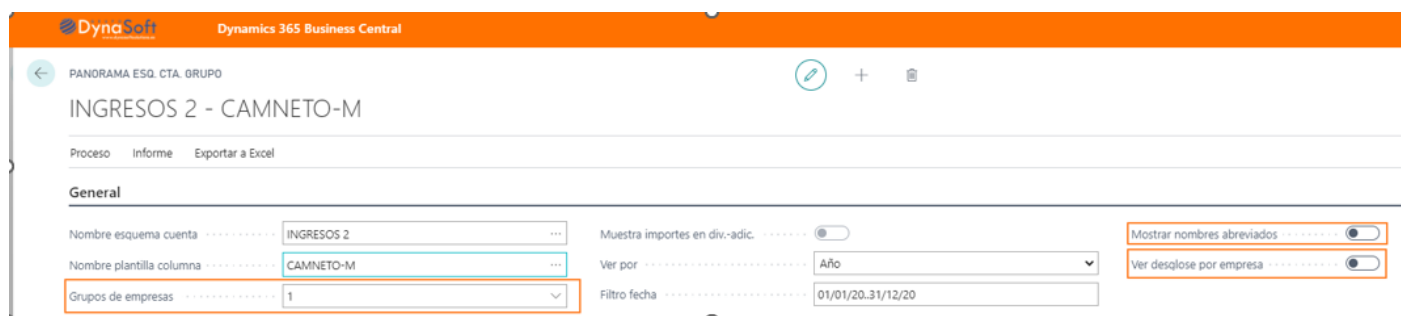 DynaSoft Dynamics 365 Business Central
PANORAMA ESQ. CTA. GRUPO
INGRESOS 2 - CAMNETO-M
Proceso Informe Exportar a Excel
General
Nombre esquema cuenta INGRESOS 2 ... Muestra importes en div.-adic. Mostrar nombres abreviados
Nombre plantilla columna CAMNETO-M ... Ver por Año Ver desglose por empresa
Grupos de empresas 1 Filtro fecha 01/01/20..31/12/20